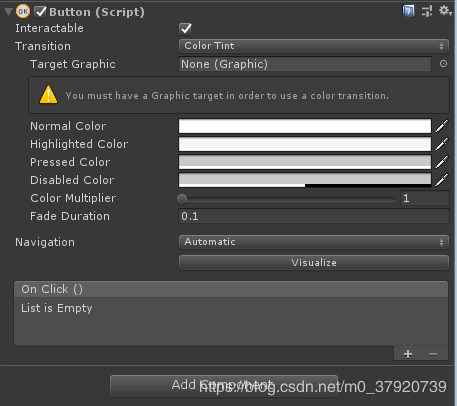 Button (Script)
Interactable
Transition Color Tint
Target Graphic None (Graphic)
You must have a Graphic target in order to use a color transition.
Normal Color
Highlighted Color
Pressed Color
Disabled Color
Color Multiplier 1
Fade Duration 0.1
Navigation Automatic
Visualize
On Click ()
List is Empty
+ −
Add Component
https://blog.csdn.net/m0_37920739